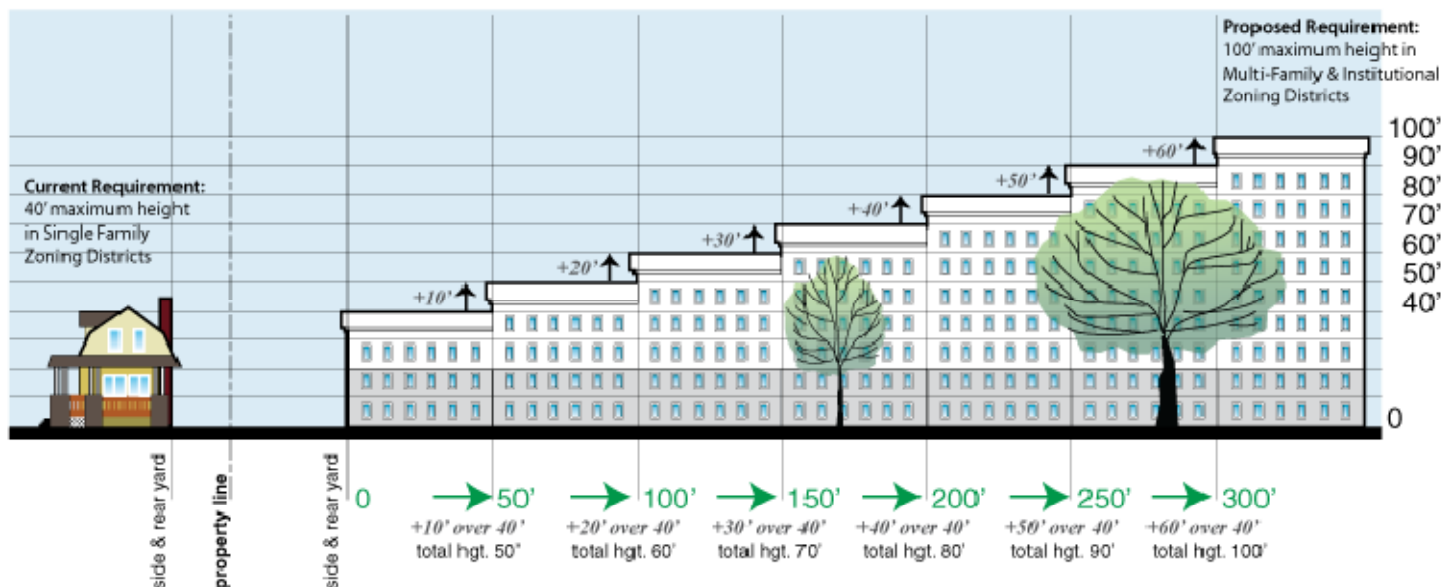 Proposed Requirement:
100' maximum height in
Multi-Family & Institutional
Zoning Districts
Current Requirement:
40' maximum height
in Single Family
Zoning Districts
+10'
+20'
+30'
+40'
+50'
+60'
100'
90'
80'
70'
60'
50'
40'
0
side & rear yard
property line
side & rear yard
0
50'
100'
150'
200'
250'
300'
+10' over 40'
total hgt. 50"
+20' over 40'
total hgt. 60'
+30' over 40'
total hgt. 70'
+40' over 40'
total hgt. 80'
+50' over 40'
total hgt. 90'
+60' over 40'
total hgt. 100'